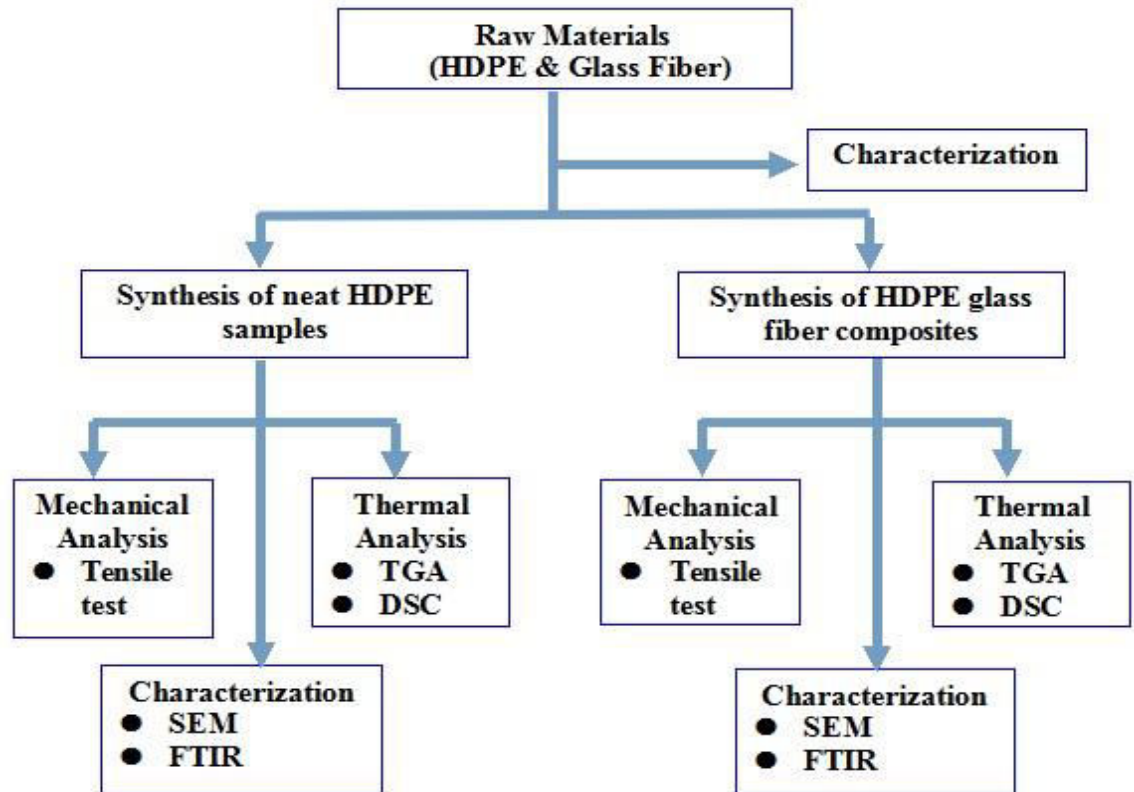 Raw Materials
(HDPE & Glass Fiber)
Characterization
Synthesis of neat HDPE
samples
Synthesis of HDPE glass
fiber composites
Mechanical
Analysis
● Tensile
test
Thermal
Analysis
● TGA
● DSC
Mechanical
Analysis
● Tensile
test
Thermal
Analysis
● TGA
● DSC
Characterization
● SEM
● FTIR
Characterization
● SEM
● FTIR